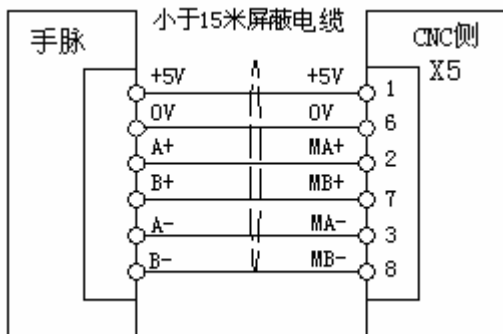 小于15米屏蔽电缆
手脉
CNC侧
X5
+5V +5V 1
0V 0V 6
A+ MA+ 2
B+ MB+ 7
A- MA- 3
B- MB- 8